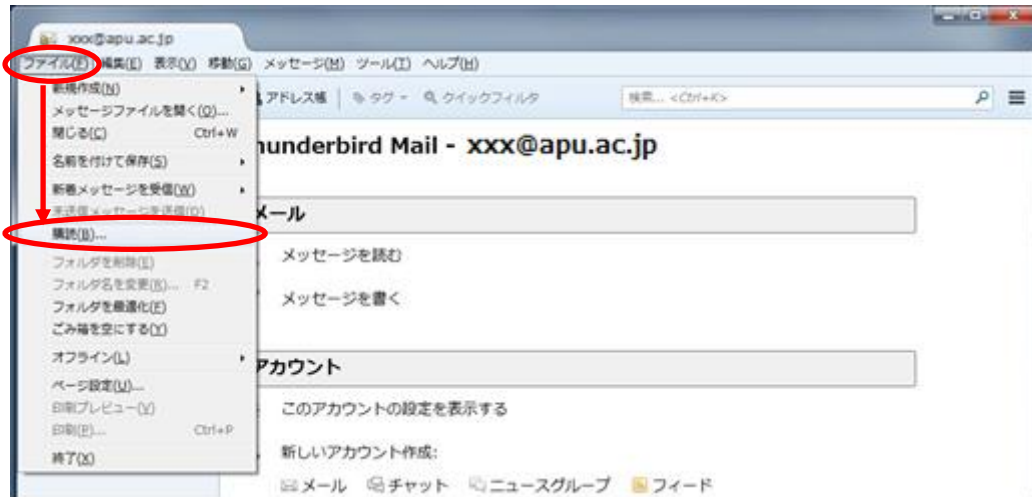 xxx@apu.ac.jp
ファイル(F) 編集(E) 表示(V) 移動(G) メッセージ(M) ツール(T) ヘルプ(H)
アドレス帳 タグ クイックフィルタ 検索... <Ctrl+K>
新規作成(N)
メッセージファイルを開く(O)...
閉じる(C) Ctrl+W
名前を付けて保存(S)
新着メッセージを受信(W)
未送信メッセージを送信(D)
購読(B)...
フォルダを削除(E)
フォルダ名を変更(R)... F2
フォルダを最適化(F)
ごみ箱を空にする(Y)
オフライン(L)
ページ設定(U)...
印刷プレビュー(V)
印刷(P)... Ctrl+P
終了(X)
hunderbird Mail - xxx@apu.ac.jp
メール
メッセージを読む
メッセージを書く
アカウント
このアカウントの設定を表示する
新しいアカウント作成:
メール チャット ニュースグループ フィード